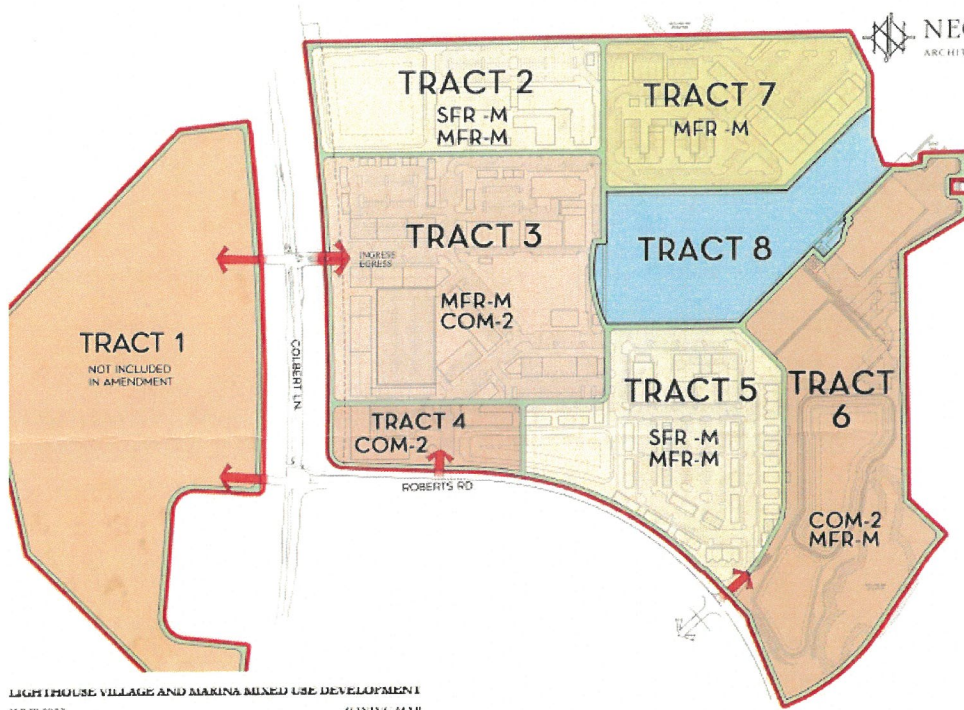 TRACT 2
SFR -M
MFR-M
TRACT 7
MFR -M
TRACT 3
INGRESS
EGRESS
MFR-M
COM-2
TRACT 8
TRACT 1
NOT INCLUDED
IN AMENDMENT
COLBERT LN
TRACT 4
COM-2
TRACT 5
SFR -M
MFR-M
TRACT
6
COM-2
MFR-M
ROBERTS RD
LIGHTHOUSE VILLAGE AND MARINA MIXED USE DEVELOPMENT